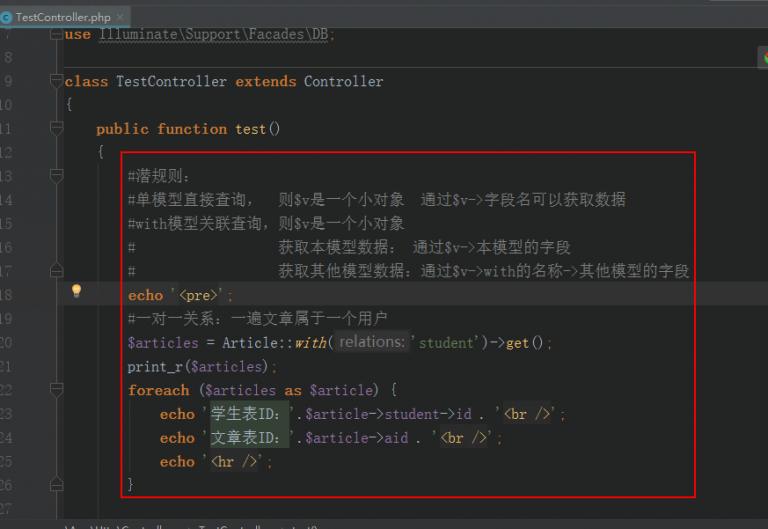 TestController.php ×
7 use Illuminate\Support\Facades\DB;
8
9 class TestController extends Controller
10 {
11 public function test()
12 {
13 #潜规则:
14 #单模型直接查询， 则$v是一个小对象 通过$v->字段名可以获取数据
15 #with模型关联查询，则$v是一个小对象
16 # 获取本模型数据: 通过$v->本模型的字段
17 # 获取其他模型数据: 通过$v->with的名称->其他模型的字段
18 echo '<pre>';
19 #一对一关系: 一遍文章属于一个用户
20 $articles = Article::with( relations: 'student')->get();
21 print_r($articles);
22 foreach ($articles as $article) {
23 echo '学生表ID: '.$article->student->id . '<br />';
24 echo '文章表ID: '.$article->aid . '<br />';
25 echo '<hr />';
26 }
27